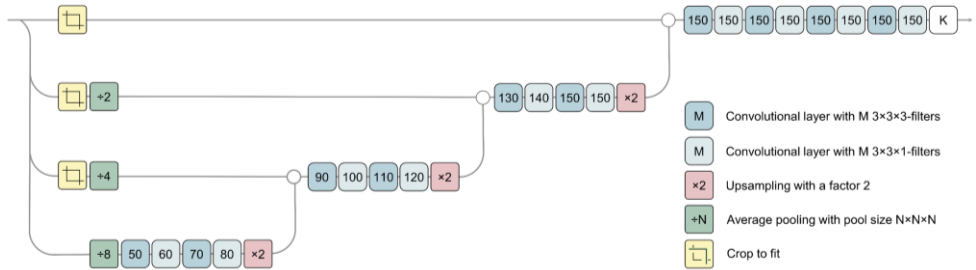 150 150 150 150 150 150 150 150 K
÷2 130 140 150 150 ×2
M Convolutional layer with M 3×3×3-filters
M Convolutional layer with M 3×3×1-filters
÷4 90 100 110 120 ×2
×2 Upsampling with a factor 2
÷N Average pooling with pool size N×N×N
÷8 50 60 70 80 ×2
Crop to fit